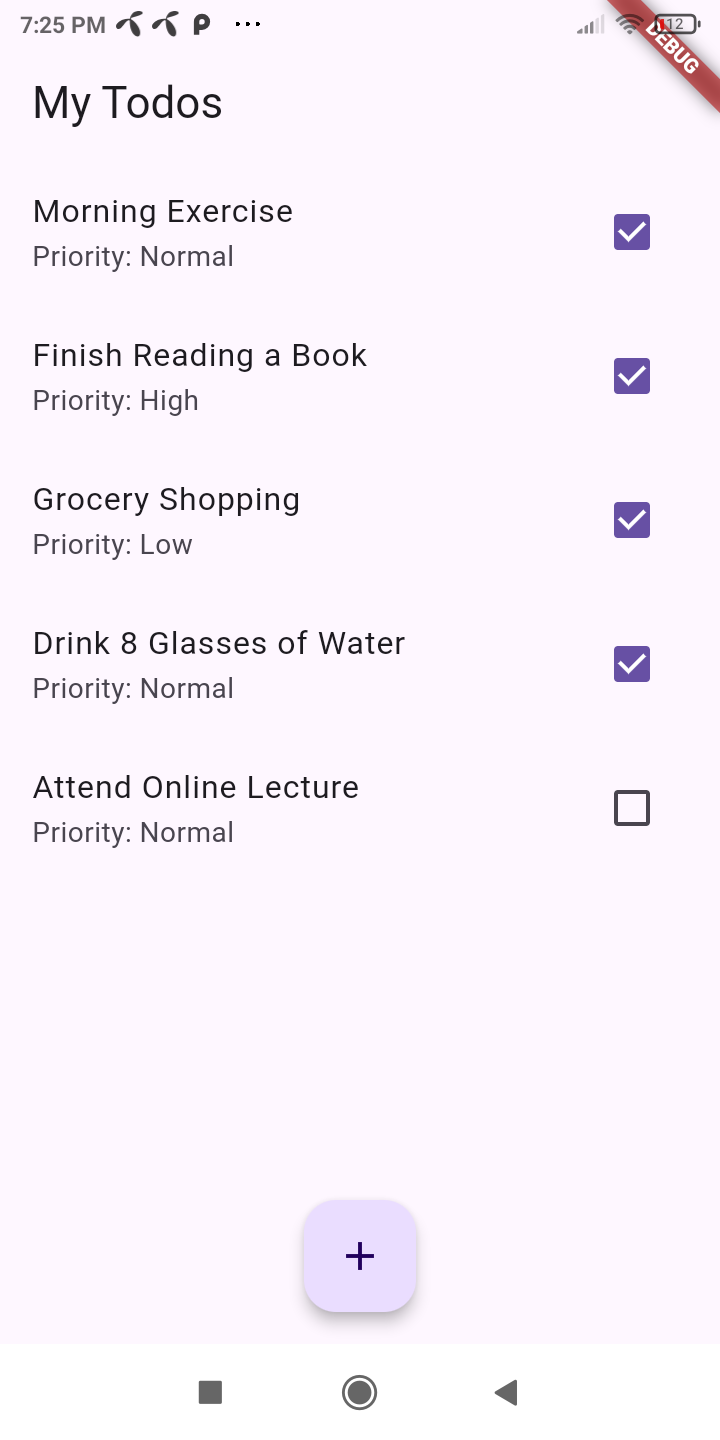 7:25 PM
12
DEBUG
My Todos
Morning Exercise
Priority: Normal
Finish Reading a Book
Priority: High
Grocery Shopping
Priority: Low
Drink 8 Glasses of Water
Priority: Normal
Attend Online Lecture
Priority: Normal